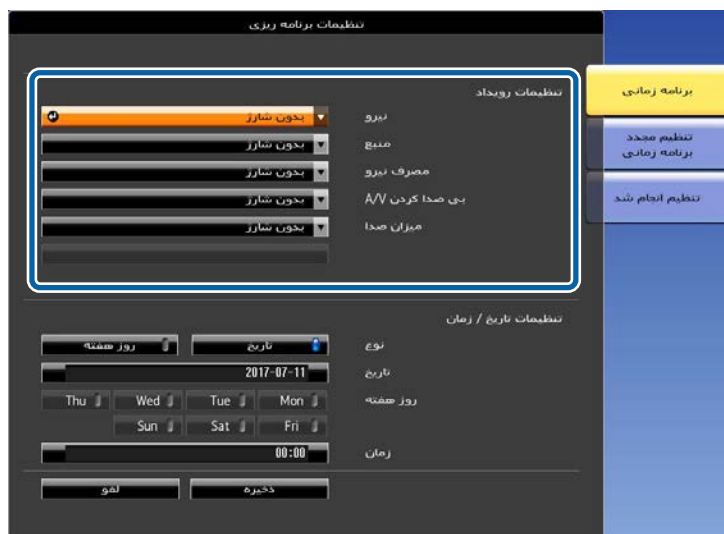 تنظیمات برنامه ریزی
برنامه زمانی
تنظیم مجدد
برنامه زمانی
تنظیم انجام شد
تنظیمات رویداد
نیرو بدون شارژ
منبع بدون شارژ
مصرف نیرو بدون شارژ
بی صدا کردن A/V بدون شارژ
میزان صدا بدون شارژ
تنظیمات تاریخ / زمان
نوع تاریخ روز هفته
تاریخ 2017-07-11
روز هفته Mon Tue Wed Thu
Fri Sat Sun
زمان 00:00
ذخیره لغو